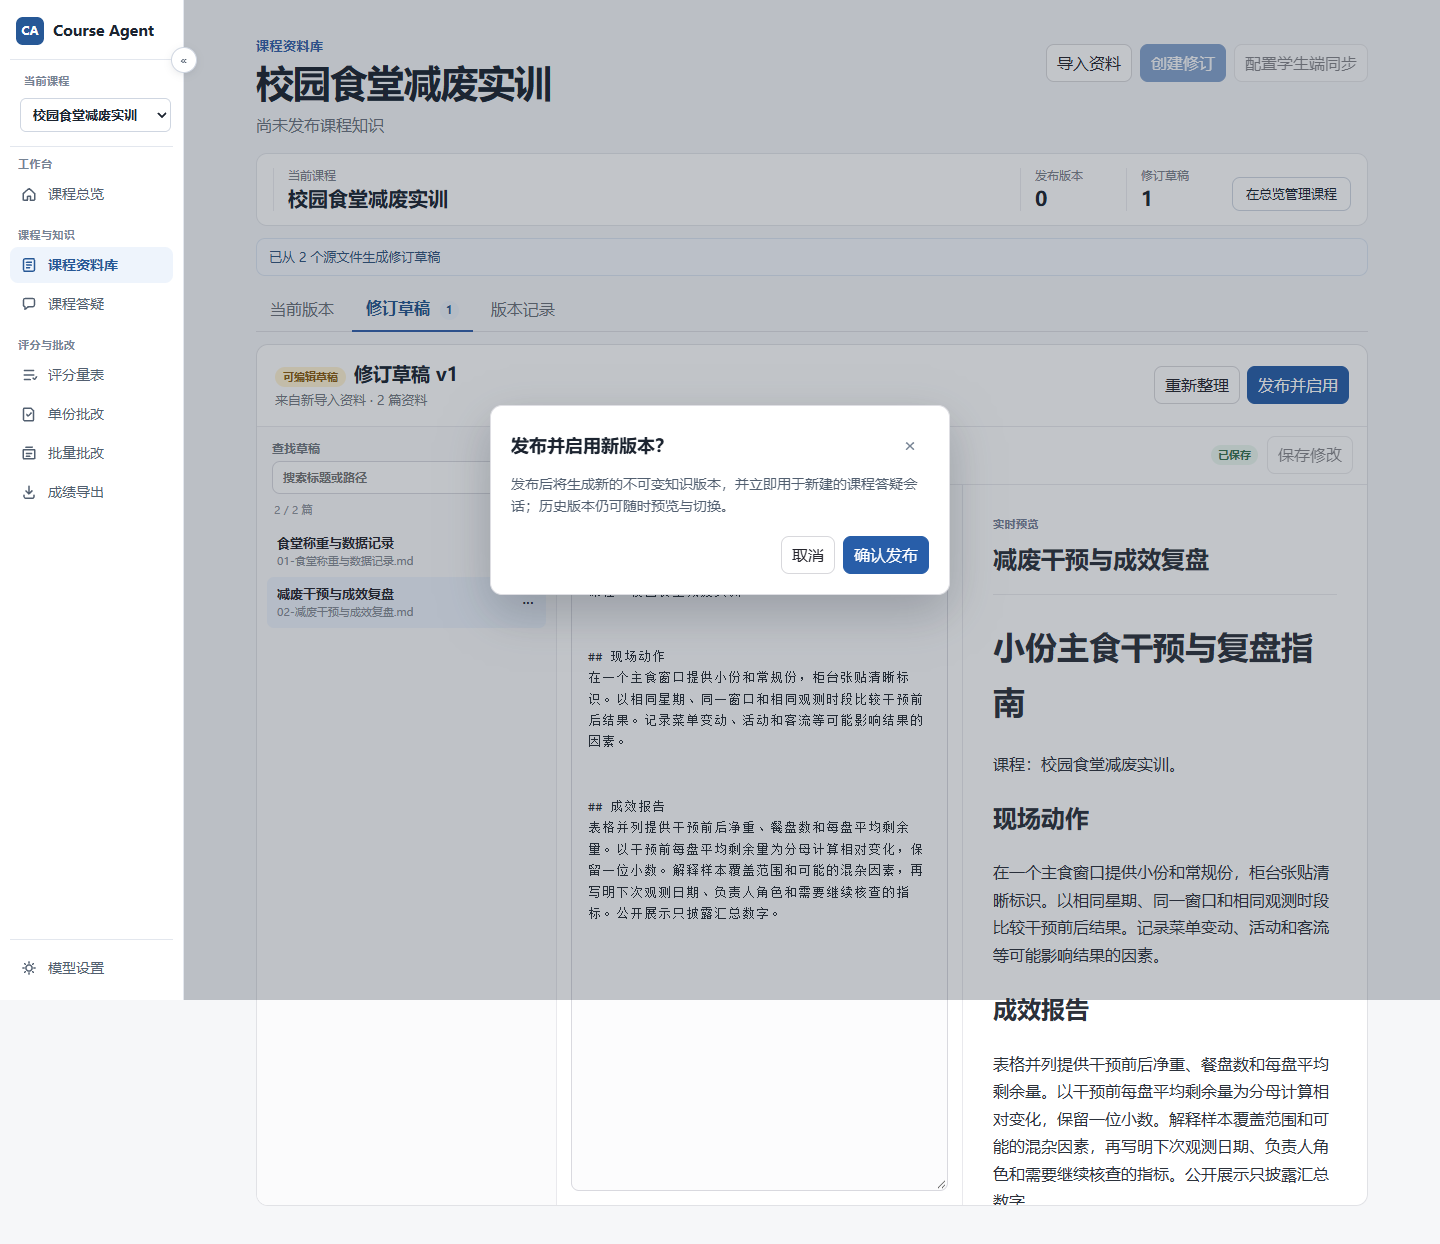 CA
Course Agent
«
当前课程
校园食堂减废实训
工作台
课程总览
课程与知识
课程资料库
课程答疑
评分与批改
评分量表
单份批改
批量批改
成绩导出
模型设置
课程资料库
校园食堂减废实训
尚未发布课程知识
导入资料
创建修订
配置学生端同步
当前课程
校园食堂减废实训
发布版本
0
修订草稿
1
在总览管理课程
已从 2 个源文件生成修订草稿
当前版本
修订草稿 1
版本记录
可编辑草稿 修订草稿 v1
来自新导入资料 · 2 篇资料
重新整理
发布并启用
查找草稿
搜索标题或路径
2 / 2 篇
食堂称重与数据记录
01-食堂称重与数据记录.md
减废干预与成效复盘
02-减废干预与成效复盘.md
...
已保存
保存修改
发布并启用新版本?
×
发布后将生成新的不可变知识版本，并立即用于新建的课程答疑会
话；历史版本仍可随时预览与切换。
取消
确认发布
## 现场动作
在一个主食窗口提供小份和常规份，柜台张贴清晰标
识。以相同星期、同一窗口和相同观测时段比较干预前
后结果。记录菜单变动、活动和客流等可能影响结果的
因素。
## 成效报告
表格并列提供干预前后净重、餐盘数和每盘平均剩余
量。以干预前每盘平均剩余量为分母计算相对变化，保
留一位小数。解释样本覆盖范围和可能的混杂因素，再
写明下次观测日期、负责人角色和需要继续核查的指
标。公开展示只披露汇总数字。
实时预览
减废干预与成效复盘
小份主食干预与复盘指
南
课程：校园食堂减废实训。
现场动作
在一个主食窗口提供小份和常规份，柜台张贴清
晰标识。以相同星期、同一窗口和相同观测时段
比较干预前后结果。记录菜单变动、活动和客流
等可能影响结果的因素。
成效报告
表格并列提供干预前后净重、餐盘数和每盘平均
剩余量。以干预前每盘平均剩余量为分母计算相
对变化，保留一位小数。解释样本覆盖范围和可
能的混杂因素，再写明下次观测日期、负责人角
色和需要继续核查的指标。公开展示只披露汇总
数字